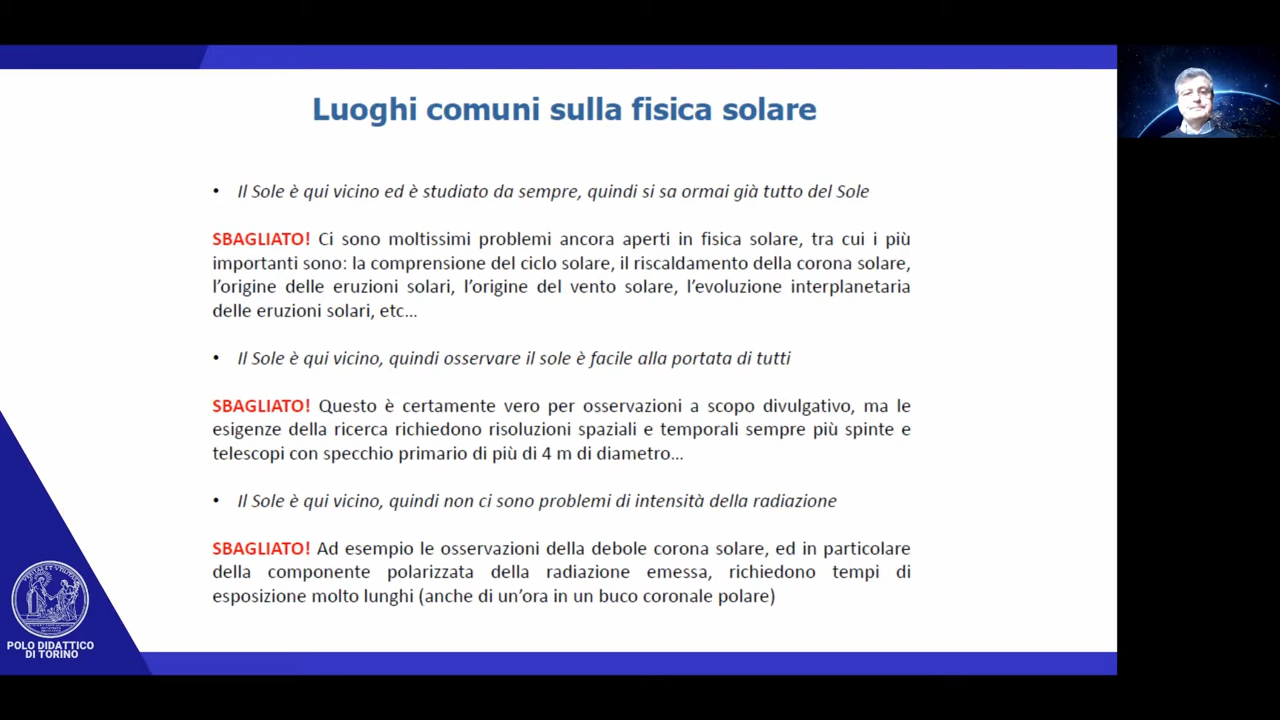 Luoghi comuni sulla fisica solare
• Il Sole è qui vicino ed è studiato da sempre, quindi si sa ormai già tutto del Sole
SBAGLIATO! Ci sono moltissimi problemi ancora aperti in fisica solare, tra cui i più
importanti sono: la comprensione del ciclo solare, il riscaldamento della corona solare,
l’origine delle eruzioni solari, l’origine del vento solare, l’evoluzione interplanetaria
delle eruzioni solari, etc…
• Il Sole è qui vicino, quindi osservare il sole è facile alla portata di tutti
SBAGLIATO! Questo è certamente vero per osservazioni a scopo divulgativo, ma le
esigenze della ricerca richiedono risoluzioni spaziali e temporali sempre più spinte e
telescopi con specchio primario di più di 4 m di diametro…
• Il Sole è qui vicino, quindi non ci sono problemi di intensità della radiazione
SBAGLIATO! Ad esempio le osservazioni della debole corona solare, ed in particolare
della componente polarizzata della radiazione emessa, richiedono tempi di
esposizione molto lunghi (anche di un’ora in un buco coronale polare)
POLO DIDATTICO
DI TORINO